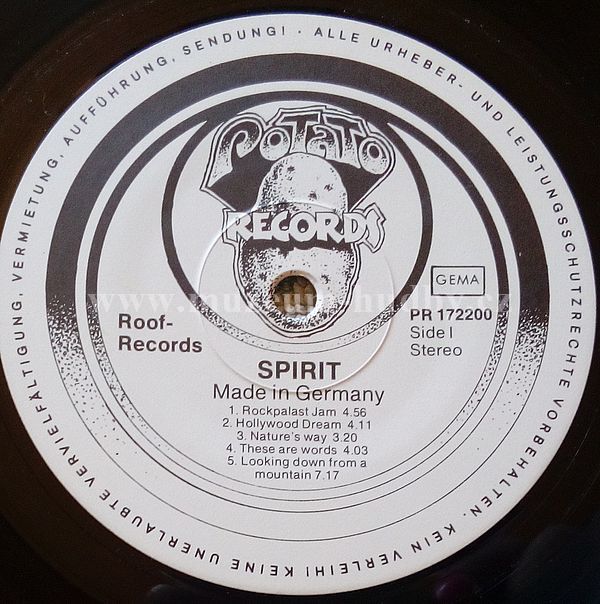 POTATO
RECORDS
GEMA
Roof-
Records
PR 172200
Side I
Stereo
SPIRIT
Made in Germany
1. Rockpalast Jam 4.56
2. Hollywood Dream 4.11
3. Nature's way 3.20
4. These are words 4.03
5. Looking down from a
mountain 7.17
ALLE URHEBER- UND LEISTUNGSSCHUTZRECHTE VORBEHALTEN. KEIN VERLEIH! KEINE UNERLAUBTE VERVIELFÄLTIGUNG, VERMIETUNG, AUFFÜHRUNG, SENDUNG! ·